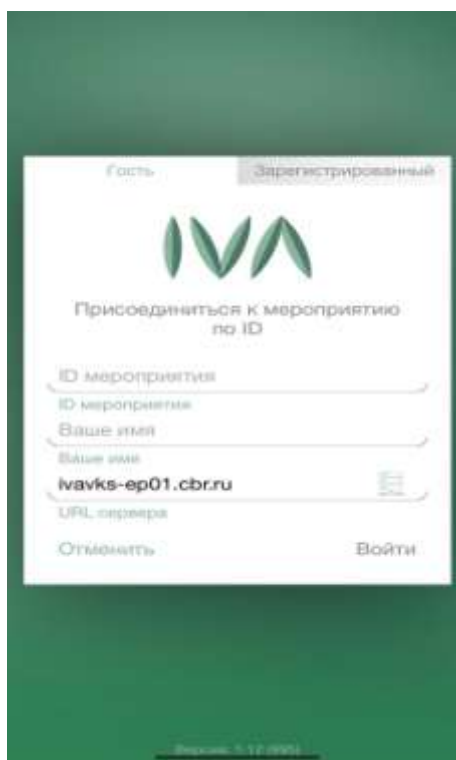 Гость
Зарегистрированный
IVA
Присоединиться к мероприятию
по ID
ID мероприятия
ID мероприятия
Ваше имя
Ваше имя
ivavks-ep01.cbr.ru
URL сервера
Отменить
Войти